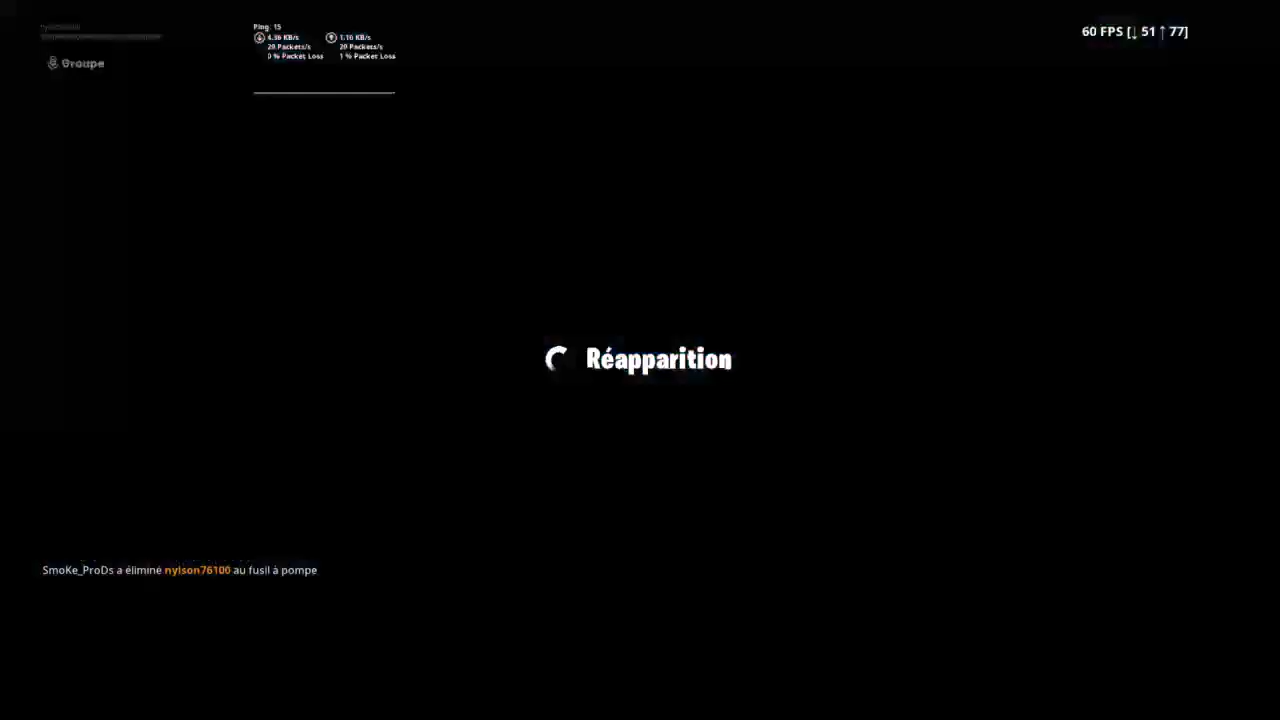 Ping: 15
4.36 KB/s
1.16 KB/s
20 Packets/s
20 Packets/s
0 % Packet Loss
1 % Packet Loss
60 FPS [↓ 51 ↑ 77]
Groupe
Réapparition
SmoKe_ProDs a éliminé nylson76100 au fusil à pompe